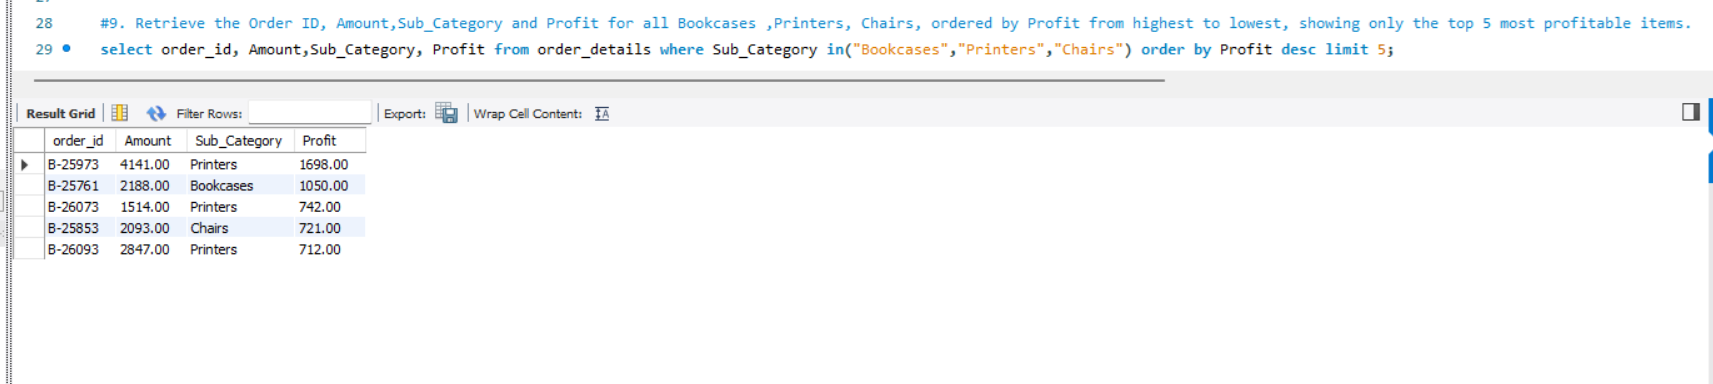 28 #9. Retrieve the Order ID, Amount,Sub_Category and Profit for all Bookcases ,Printers, Chairs, ordered by Profit from highest to lowest, showing only the top 5 most profitable items.
29 select order_id, Amount,Sub_Category, Profit from order_details where Sub_Category in("Bookcases","Printers","Chairs") order by Profit desc limit 5;
Result Grid Filter Rows: Export: Wrap Cell Content:
order_id Amount Sub_Category Profit
B-25973 4141.00 Printers 1698.00
B-25761 2188.00 Bookcases 1050.00
B-26073 1514.00 Printers 742.00
B-25853 2093.00 Chairs 721.00
B-26093 2847.00 Printers 712.00